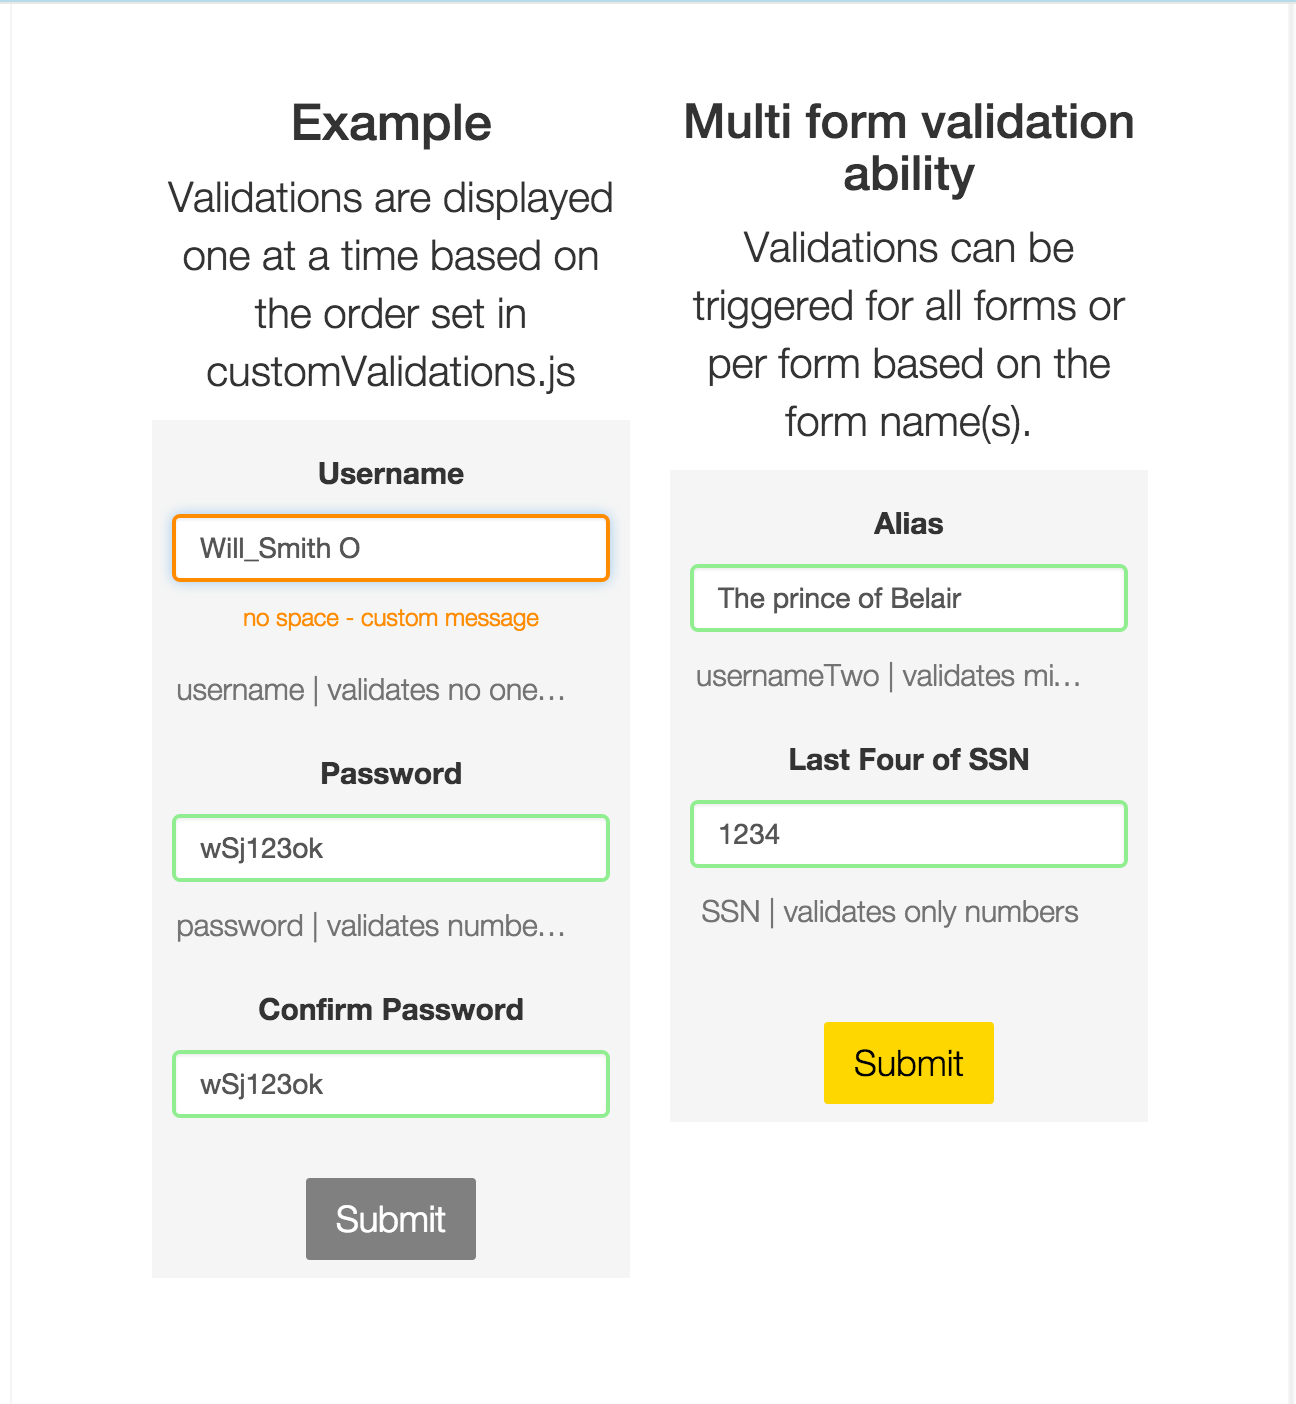 Example
Validations are displayed
one at a time based on
the order set in
customValidations.js
Username
Will_Smith O
no space - custom message
username | validates no one...
Password
wSj123ok
password | validates numbe...
Confirm Password
wSj123ok
Submit
Multi form validation
ability
Validations can be
triggered for all forms or
per form based on the
form name(s).
Alias
The prince of Belair
usernameTwo | validates mi...
Last Four of SSN
1234
SSN | validates only numbers
Submit